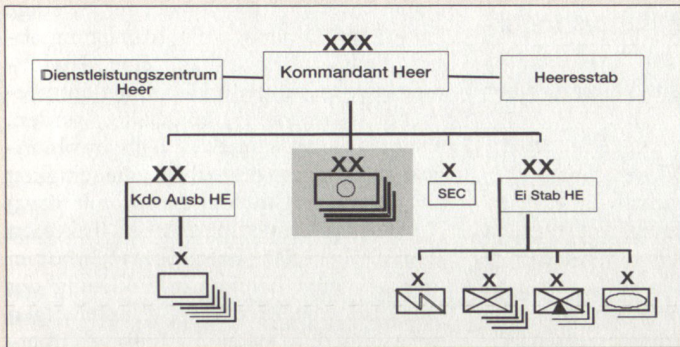 XXX
Dienstleistungszentrum
Heer
Kommandant Heer
Heeresstab
XX
Kdo Ausb HE
XX
X
SEC
XX
Ei Stab HE
X
X
X
X
X